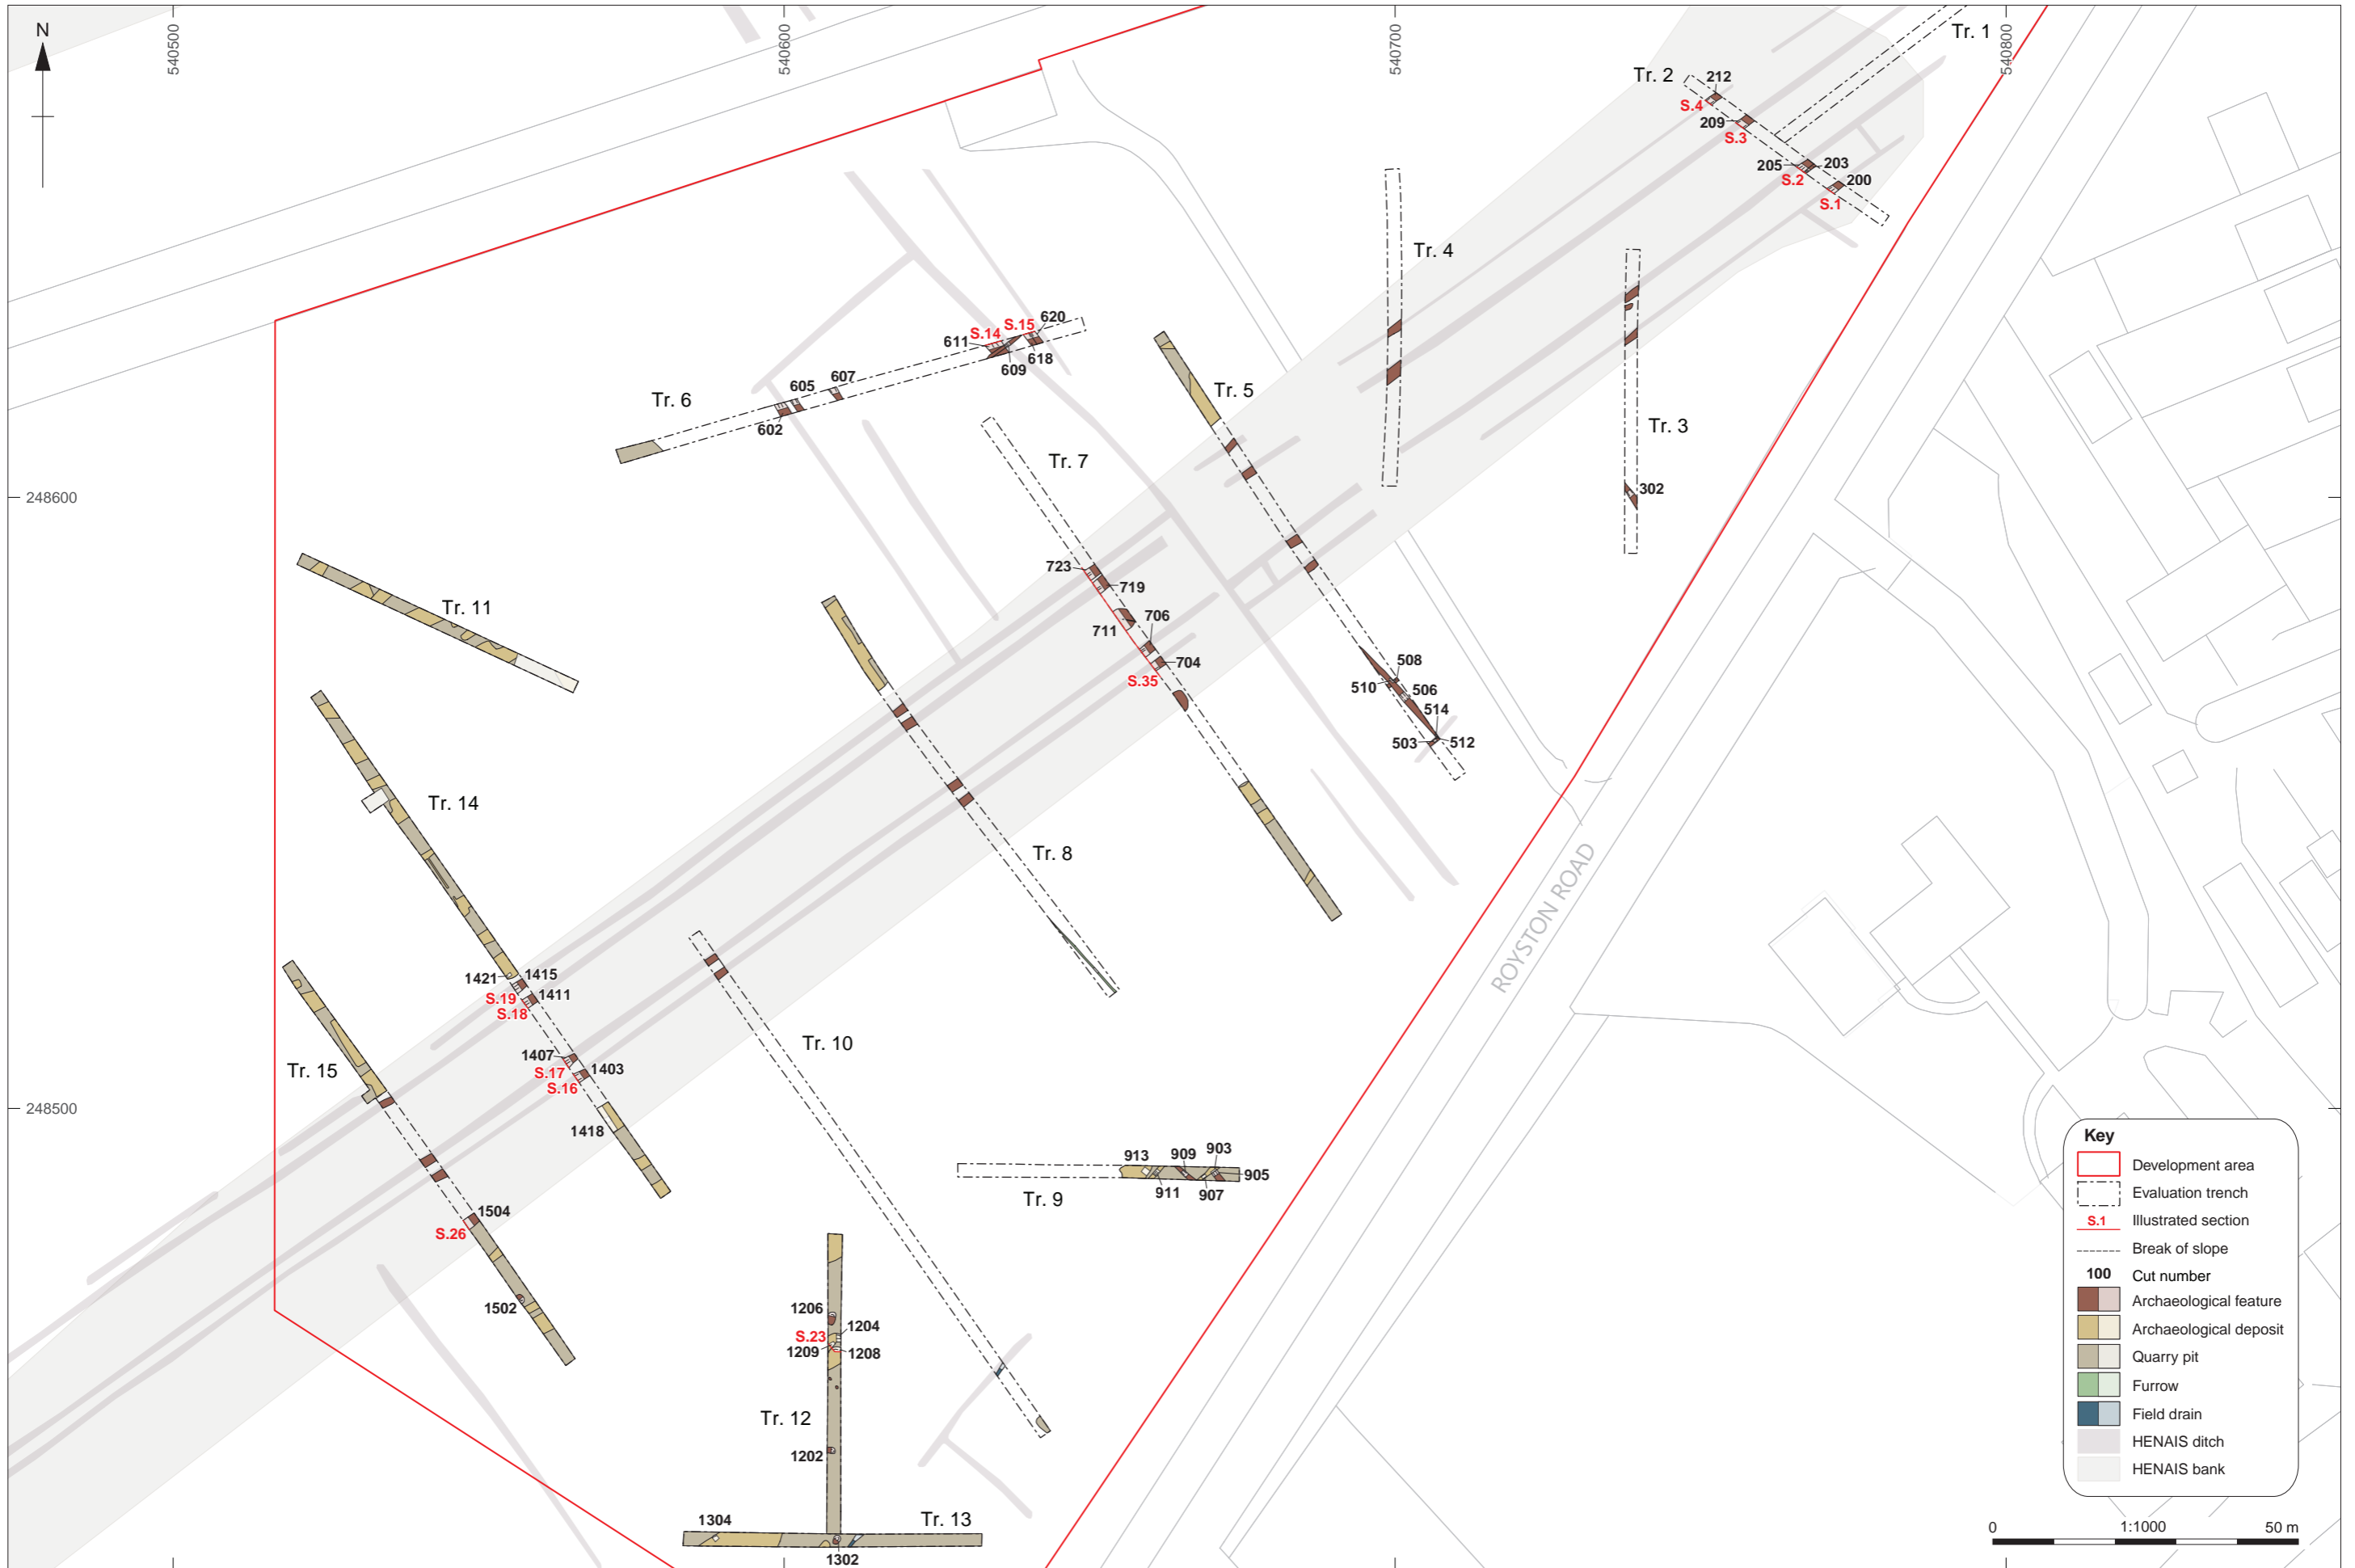 N
540500
540600
540700
540800
248600
248500
Tr. 1
Tr. 2
212
S.4
209
S.3
205
203
S.2
200
S.1
Tr. 4
Tr. 3
302
Tr. 5
508
510
506
514
503
512
Tr. 6
602
605
607
611
S.14
S.15
620
609
618
Tr. 7
723
719
711
706
704
S.35
Tr. 11
Tr. 14
1421
1415
S.19
1411
S.18
1407
1403
S.17
S.16
1418
Tr. 15
1504
S.26
1502
Tr. 8
Tr. 10
913
909
903
905
911
907
Tr. 9
1206
1204
S.23
1209
1208
Tr. 12
1202
1304
Tr. 13
1302
ROYSTON ROAD
Key
Development area
Evaluation trench
S.1 Illustrated section
Break of slope
100 Cut number
Archaeological feature
Archaeological deposit
Quarry pit
Furrow
Field drain
HENAIS ditch
HENAIS bank
0 1:1000 50 m